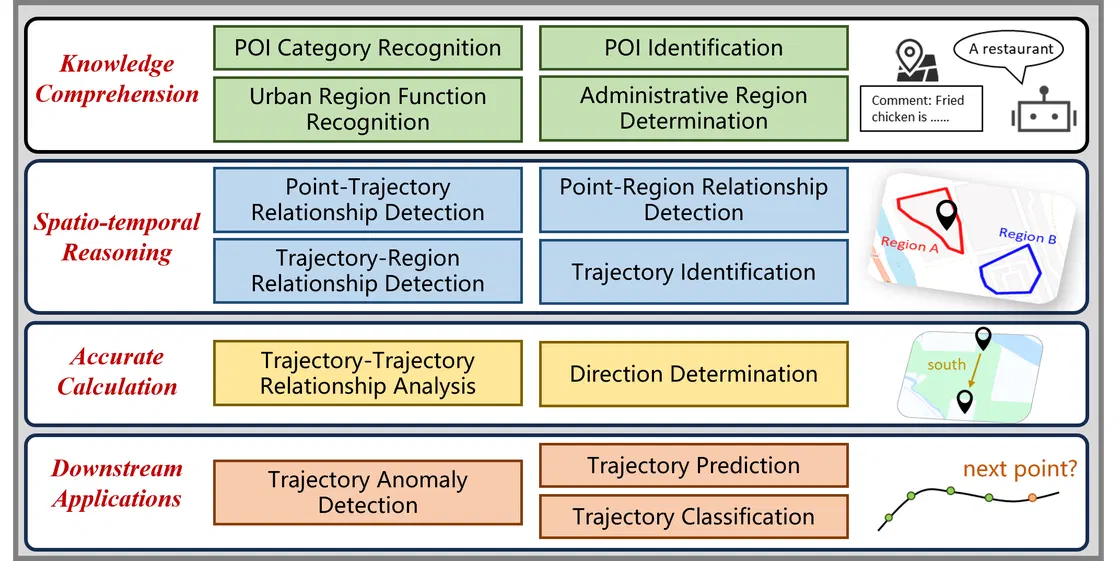 Knowledge
Comprehension
POI Category Recognition
POI Identification
Urban Region Function
Recognition
Administrative Region
Determination
A restaurant
Comment: Fried
chicken is ......
Spatio-temporal
Reasoning
Point-Trajectory
Relationship Detection
Point-Region Relationship
Detection
Trajectory-Region
Relationship Detection
Trajectory Identification
Region A
Region B
Accurate
Calculation
Trajectory-Trajectory
Relationship Analysis
Direction Determination
south
Downstream
Applications
Trajectory Anomaly
Detection
Trajectory Prediction
Trajectory Classification
next point?